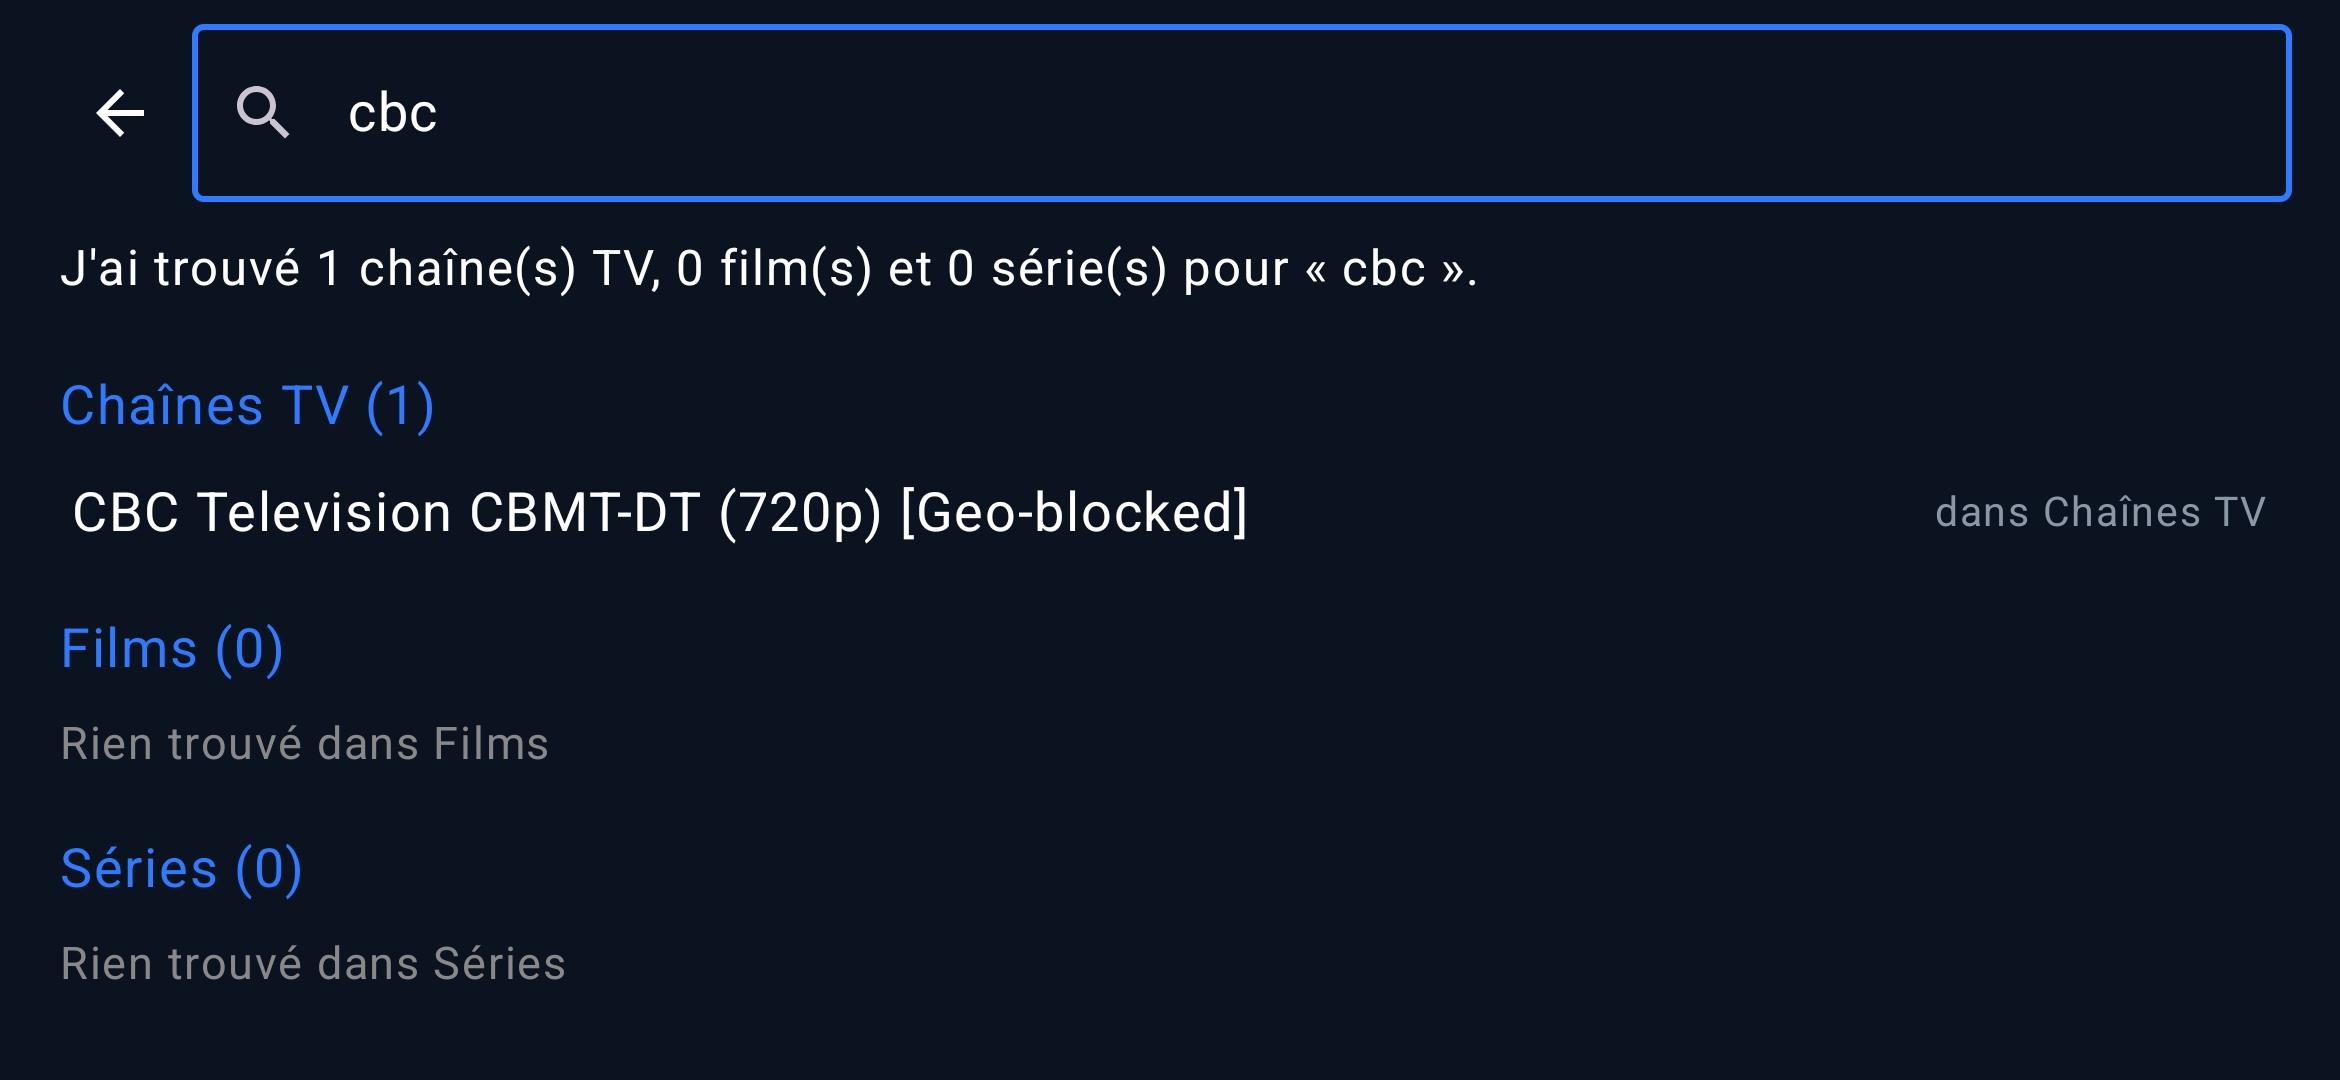 cbc
J'ai trouvé 1 chaîne(s) TV, 0 film(s) et 0 série(s) pour « cbc ».
Chaînes TV (1)
CBC Television CBMT-DT (720p) [Geo-blocked] dans Chaînes TV
Films (0)
Rien trouvé dans Films
Séries (0)
Rien trouvé dans Séries